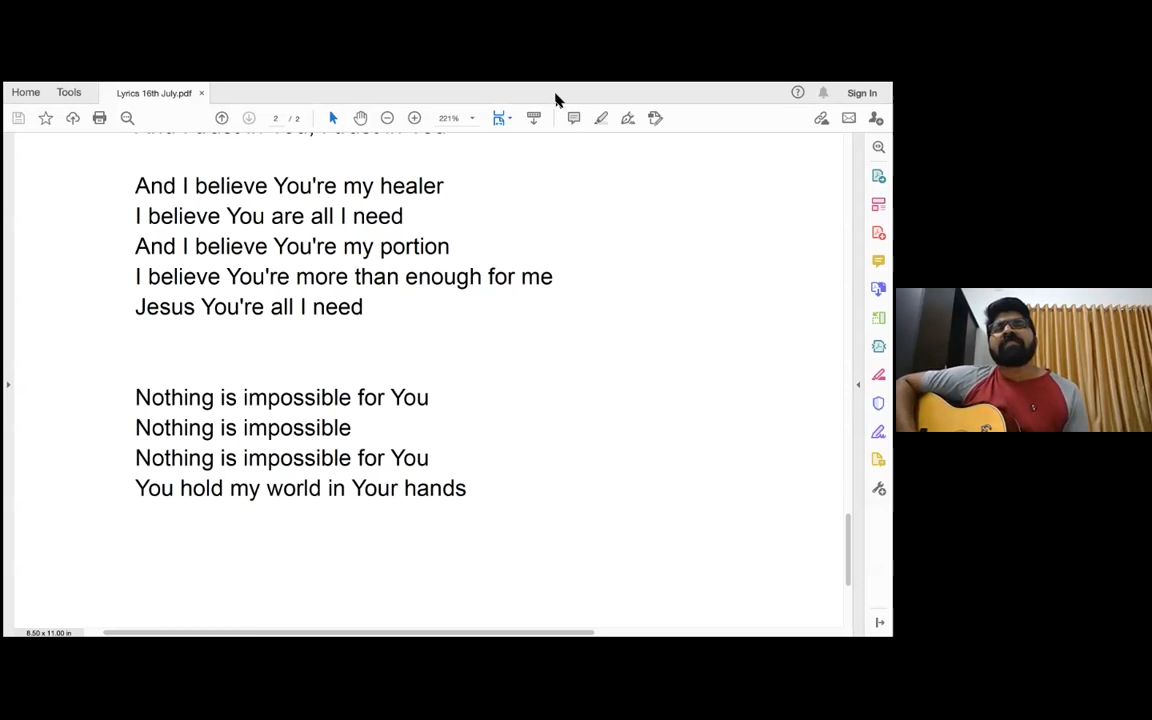 Home Tools Lyrics 16th July.pdf × Sign In
2 / 2 221%
And I believe You're my healer
I believe You are all I need
And I believe You're my portion
I believe You're more than enough for me
Jesus You're all I need
Nothing is impossible for You
Nothing is impossible
Nothing is impossible for You
You hold my world in Your hands
8.50 x 11.00 in